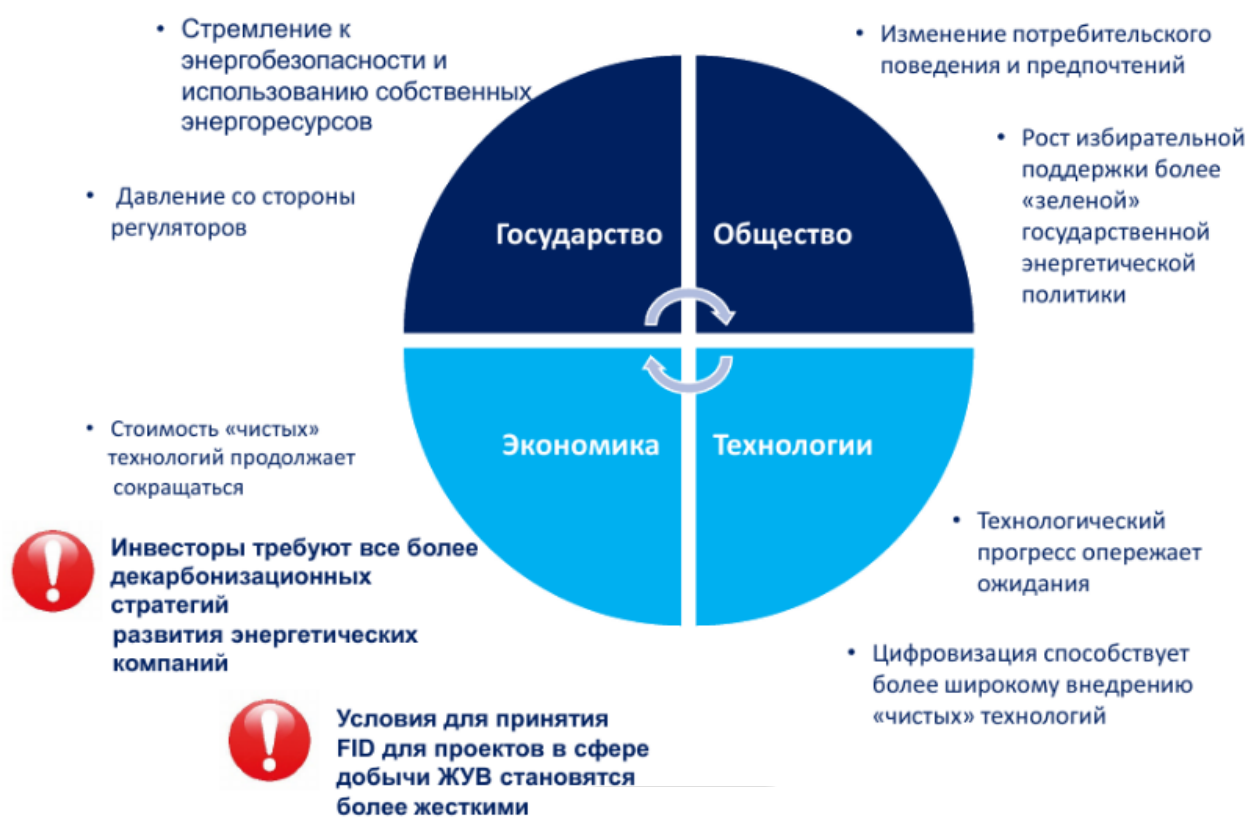 • Стремление к
энергобезопасности и
использованию собственных
энергоресурсов
• Давление со стороны
регуляторов
Государство
Общество
• Изменение потребительского
поведения и предпочтений
• Рост избирательной
поддержки более
«зеленой»
государственной
энергетической
политики
Экономика
Технологии
• Стоимость «чистых»
технологий продолжает
сокращаться
Инвесторы требуют все более
декарбонизационных
стратегий
развития энергетических
компаний
Условия для принятия
FID для проектов в сфере
добычи ЖУВ становятся
более жесткими
• Технологический
прогресс опережает
ожидания
• Цифровизация способствует
более широкому внедрению
«чистых» технологий